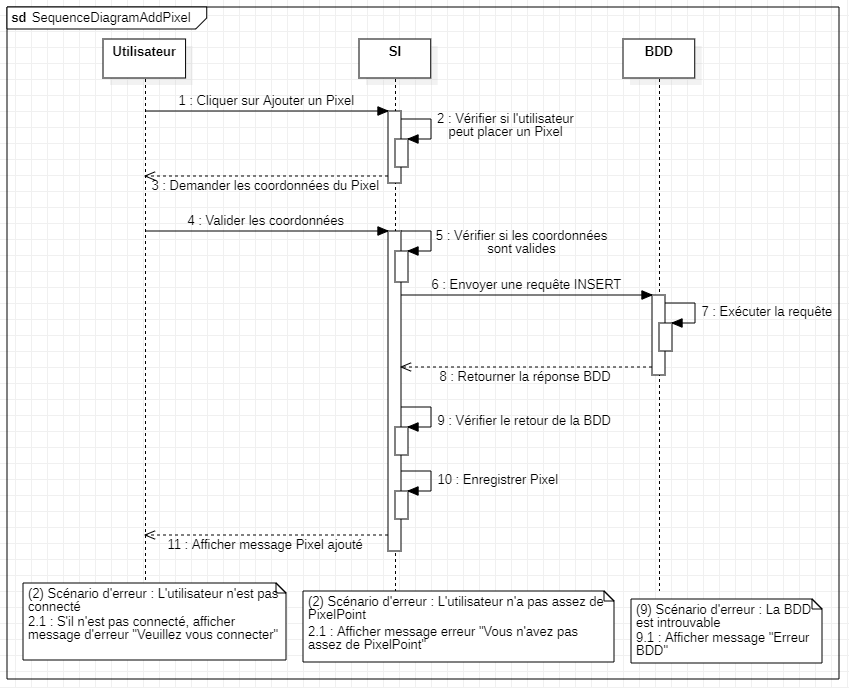 sd SequenceDiagramAddPixel
Utilisateur
SI
BDD
1 : Cliquer sur Ajouter un Pixel
2 : Vérifier si l'utilisateur
peut placer un Pixel
3 : Demander les coordonnées du Pixel
4 : Valider les coordonnées
5 : Vérifier si les coordonnées
sont valides
6 : Envoyer une requête INSERT
7 : Exécuter la requête
8 : Retourner la réponse BDD
9 : Vérifier le retour de la BDD
10 : Enregistrer Pixel
11 : Afficher message Pixel ajouté
(2) Scénario d'erreur : L'utilisateur n'est pas
connecté
2.1 : S'il n'est pas connecté, afficher
message d'erreur "Veuillez vous connecter"
(2) Scénario d'erreur : L'utilisateur n'a pas assez de
PixelPoint
2.1 : Afficher message erreur "Vous n'avez pas
assez de PixelPoint"
(9) Scénario d'erreur : La BDD
est introuvable
9.1 : Afficher message "Erreur
BDD"